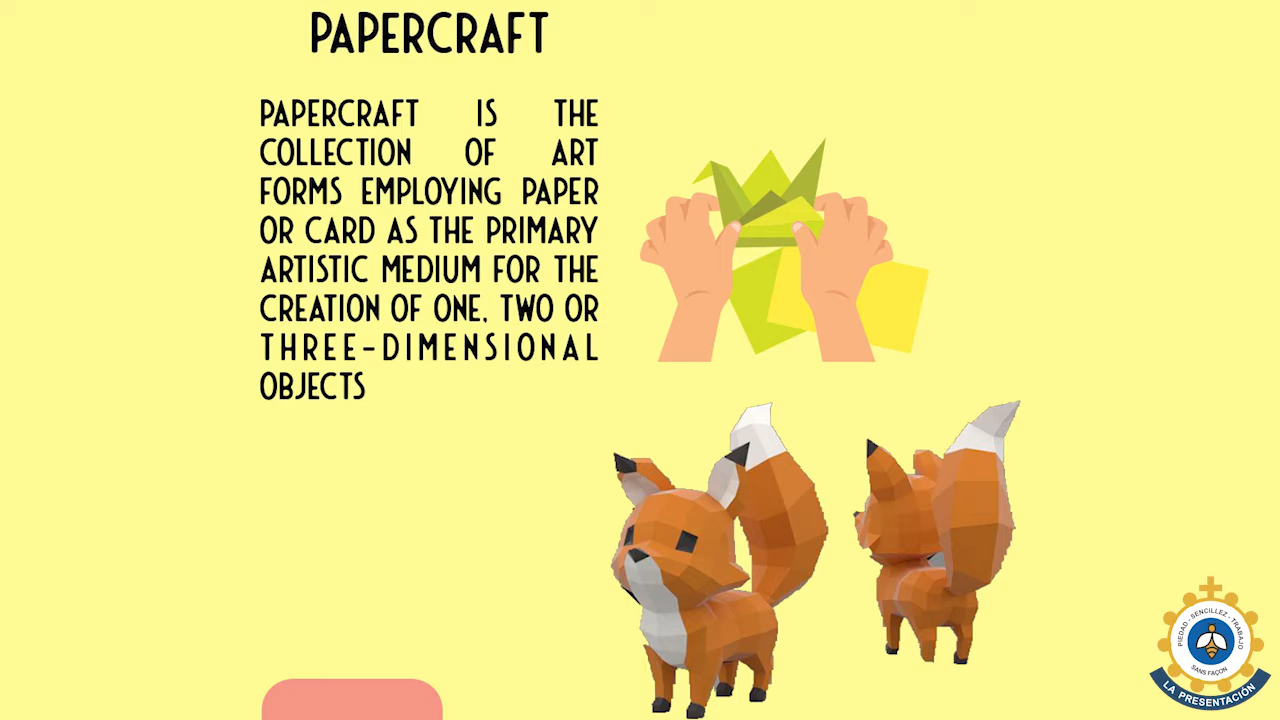 PAPERCRAFT
PAPERCRAFT IS THE
COLLECTION OF ART
FORMS EMPLOYING PAPER
OR CARD AS THE PRIMARY
ARTISTIC MEDIUM FOR THE
CREATION OF ONE, TWO OR
THREE-DIMENSIONAL
OBJECTS
PIEDAD - SENCILLEZ - TRABAJO
SANS FAÇON
LA PRESENTACIÓN